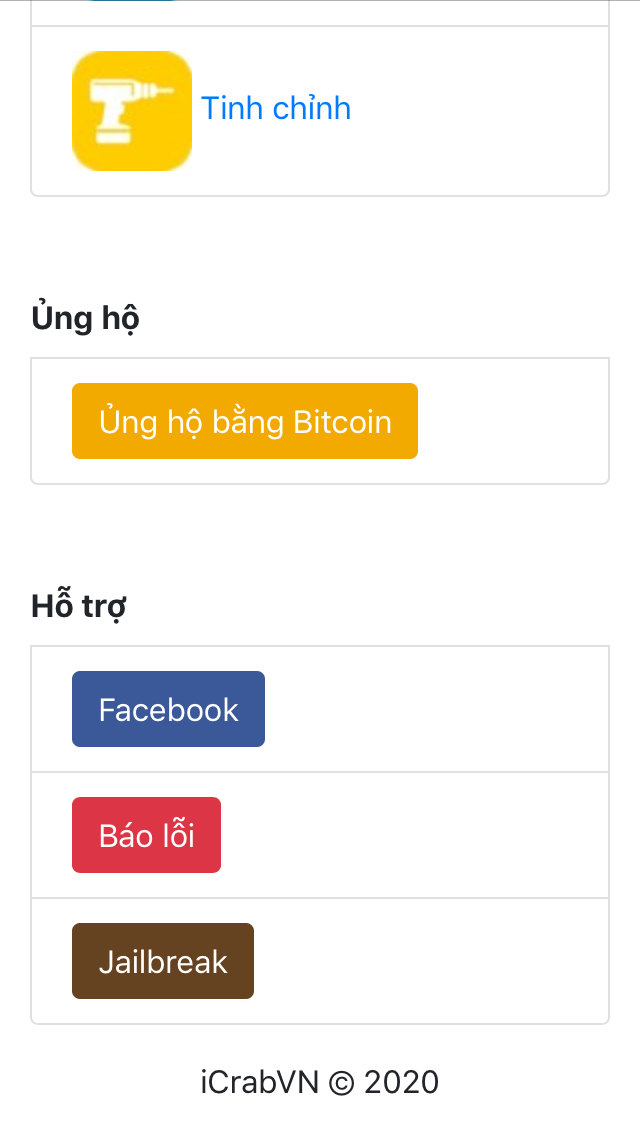 Tinh chỉnh
Ủng hộ
Ủng hộ bằng Bitcoin
Hỗ trợ
Facebook
Báo lỗi
Jailbreak
iCrabVN © 2020